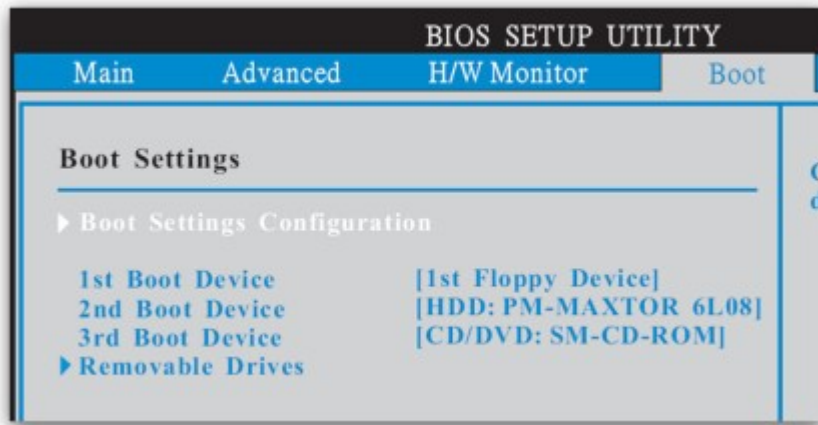 BIOS SETUP UTILITY
Main Advanced H/W Monitor Boot
Boot Settings
Boot Settings Configuration
1st Boot Device [1st Floppy Device]
2nd Boot Device [HDD: PM-MAXTOR 6L08]
3rd Boot Device [CD/DVD: SM-CD-ROM]
Removable Drives